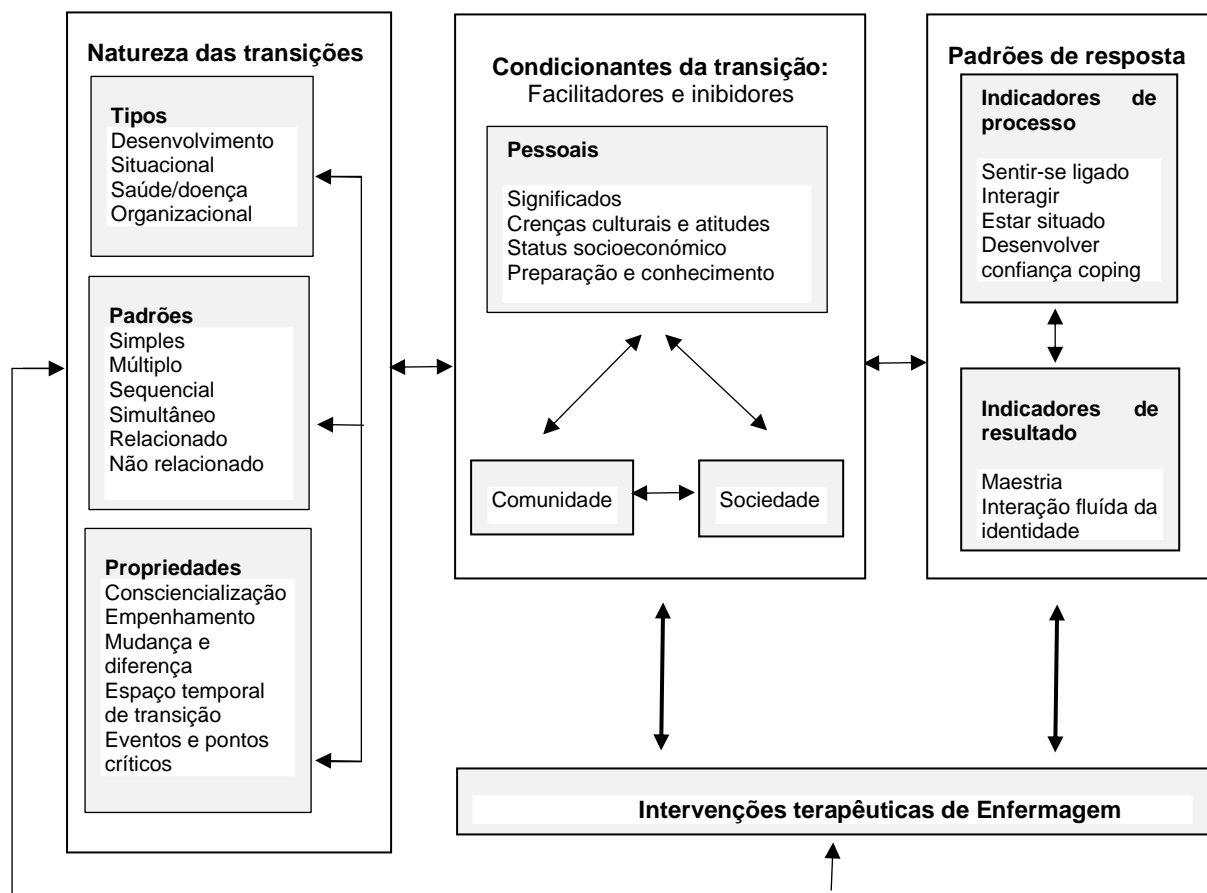 Natureza das transições
Tipos
Desenvolvimento
Situacional
Saúde/doença
Organizacional
Padrões
Simples
Múltiplo
Sequencial
Simultâneo
Relacionado
Não relacionado
Propriedades
Consciencialização
Empenhamento
Mudança e
diferença
Espaço temporal
de transição
Eventos e pontos
críticos
Condicionantes da transição:
Facilitadores e inibidores
Pessoais
Significados
Crenças culturais e atitudes
Status socioeconómico
Preparação e conhecimento
Comunidade
Sociedade
Padrões de resposta
Indicadores de
processo
Sentir-se ligado
Interagir
Estar situado
Desenvolver
confiança coping
Indicadores de
resultado
Maestria
Interação fluída da
identidade
Intervenções terapêuticas de Enfermagem